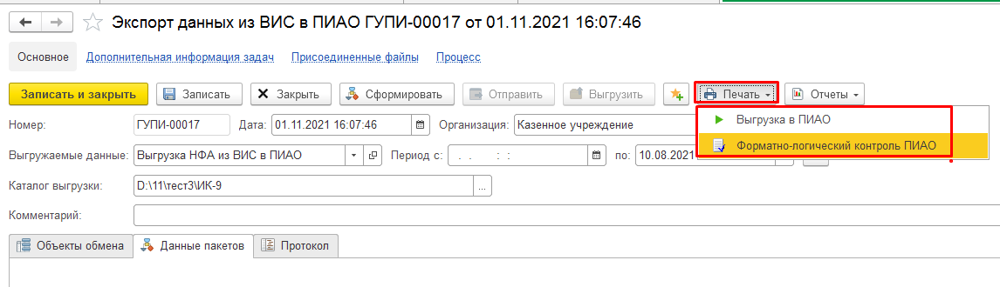 Экспорт данных из ВИС в ПИАО ГУПИ-00017 от 01.11.2021 16:07:46
Основное Дополнительная информация задач Присоединенные файлы Процесс
Записать и закрыть Записать Закрыть Сформировать Отправить Выгрузить Печать Отчеты
Номер: ГУПИ-00017 Дата: 01.11.2021 16:07:46 Организация: Казенное учреждение
Выгрузка в ПИАО
Форматно-логический контроль ПИАО
Выгружаемые данные: Выгрузка НФА из ВИС в ПИАО Период с: . . : : по: 10.08.2021
Каталог выгрузки: D:\11\тест3\ИК-9 ...
Комментарий:
Объекты обмена Данные пакетов Протокол